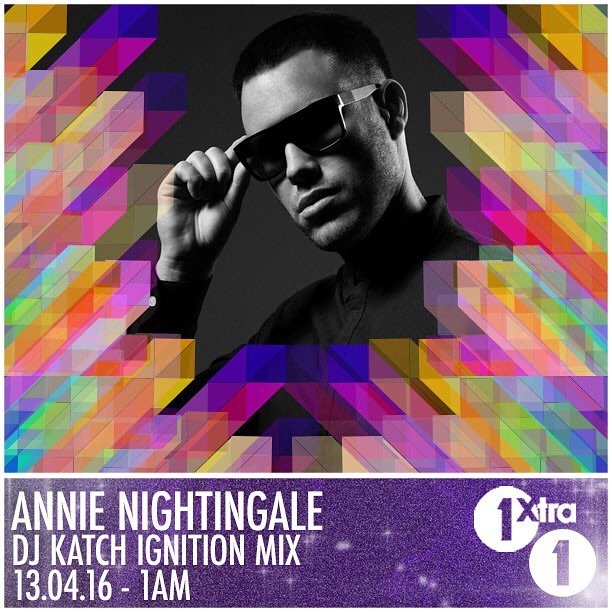 ANNIE NIGHTINGALE
DJ KATCH IGNITION MIX
13.04.16 - 1AM
1Xtra
1